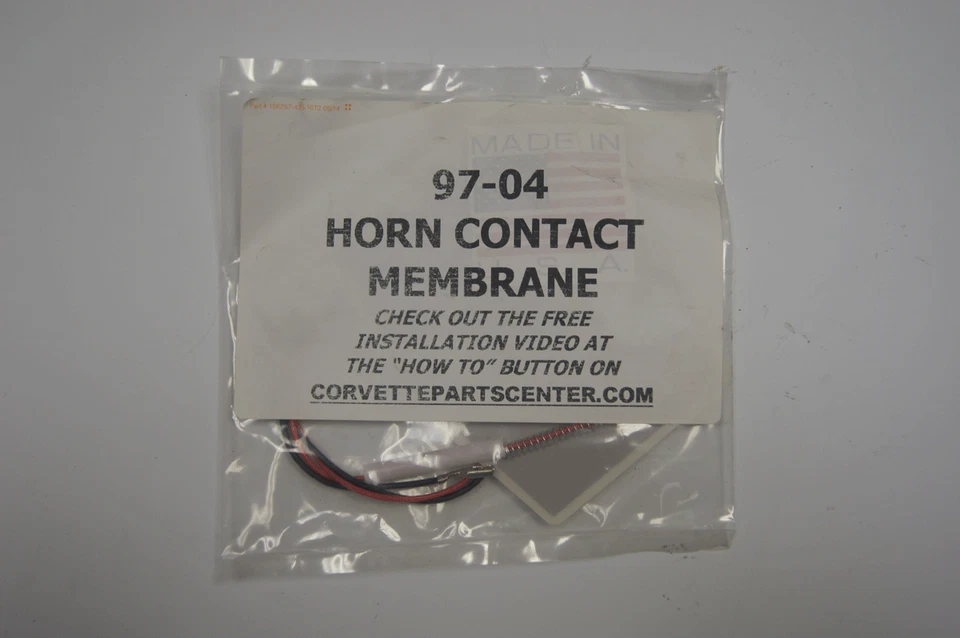 MADE IN
97-04
HORN CONTACT
U.S.A.
MEMBRANE
CHECK OUT THE FREE
INSTALLATION VIDEO AT
THE "HOW TO" BUTTON ON
CORVETTEPARTSCENTER.COM